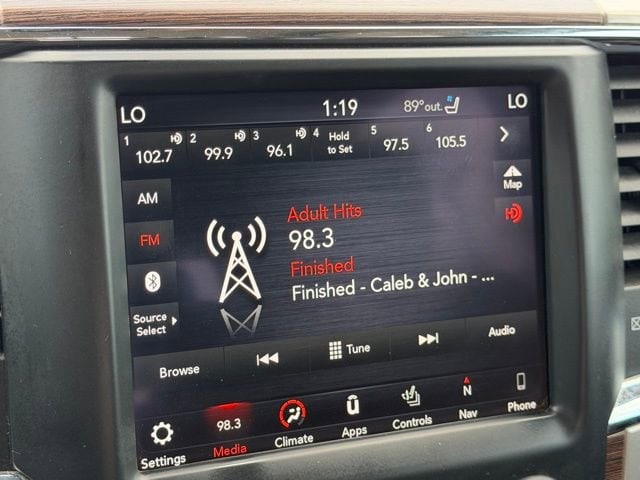 LO 1:19 89° out. LO
1 102.7 2 99.9 3 96.1 4 Hold to Set 5 97.5 6 105.5
Map
AM
Adult Hits
FM
98.3
Finished
Finished - Caleb & John - ...
Source
Select
Browse Tune Audio
98.3 N
Settings Media Climate Apps Controls Nav Phone